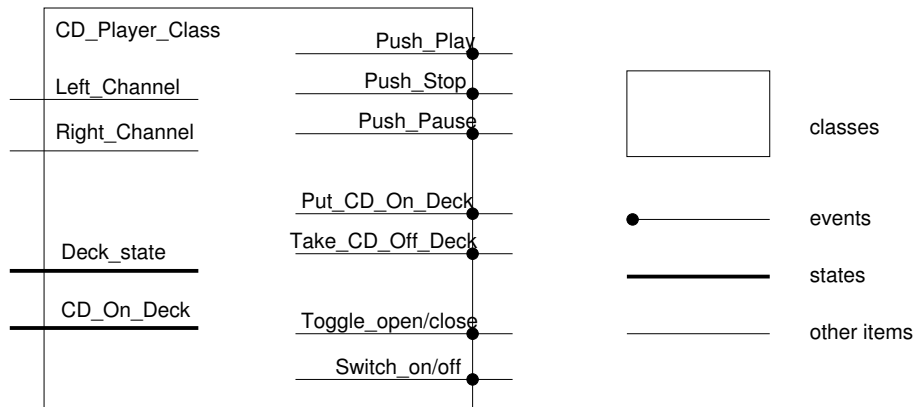 CD_Player_Class
Push_Play
Left_Channel
Push_Stop
Right_Channel
Push_Pause
Put_CD_On_Deck
Deck_state
Take_CD_Off_Deck
CD_On_Deck
Toggle_open/close
Switch_on/off
classes
events
states
other items